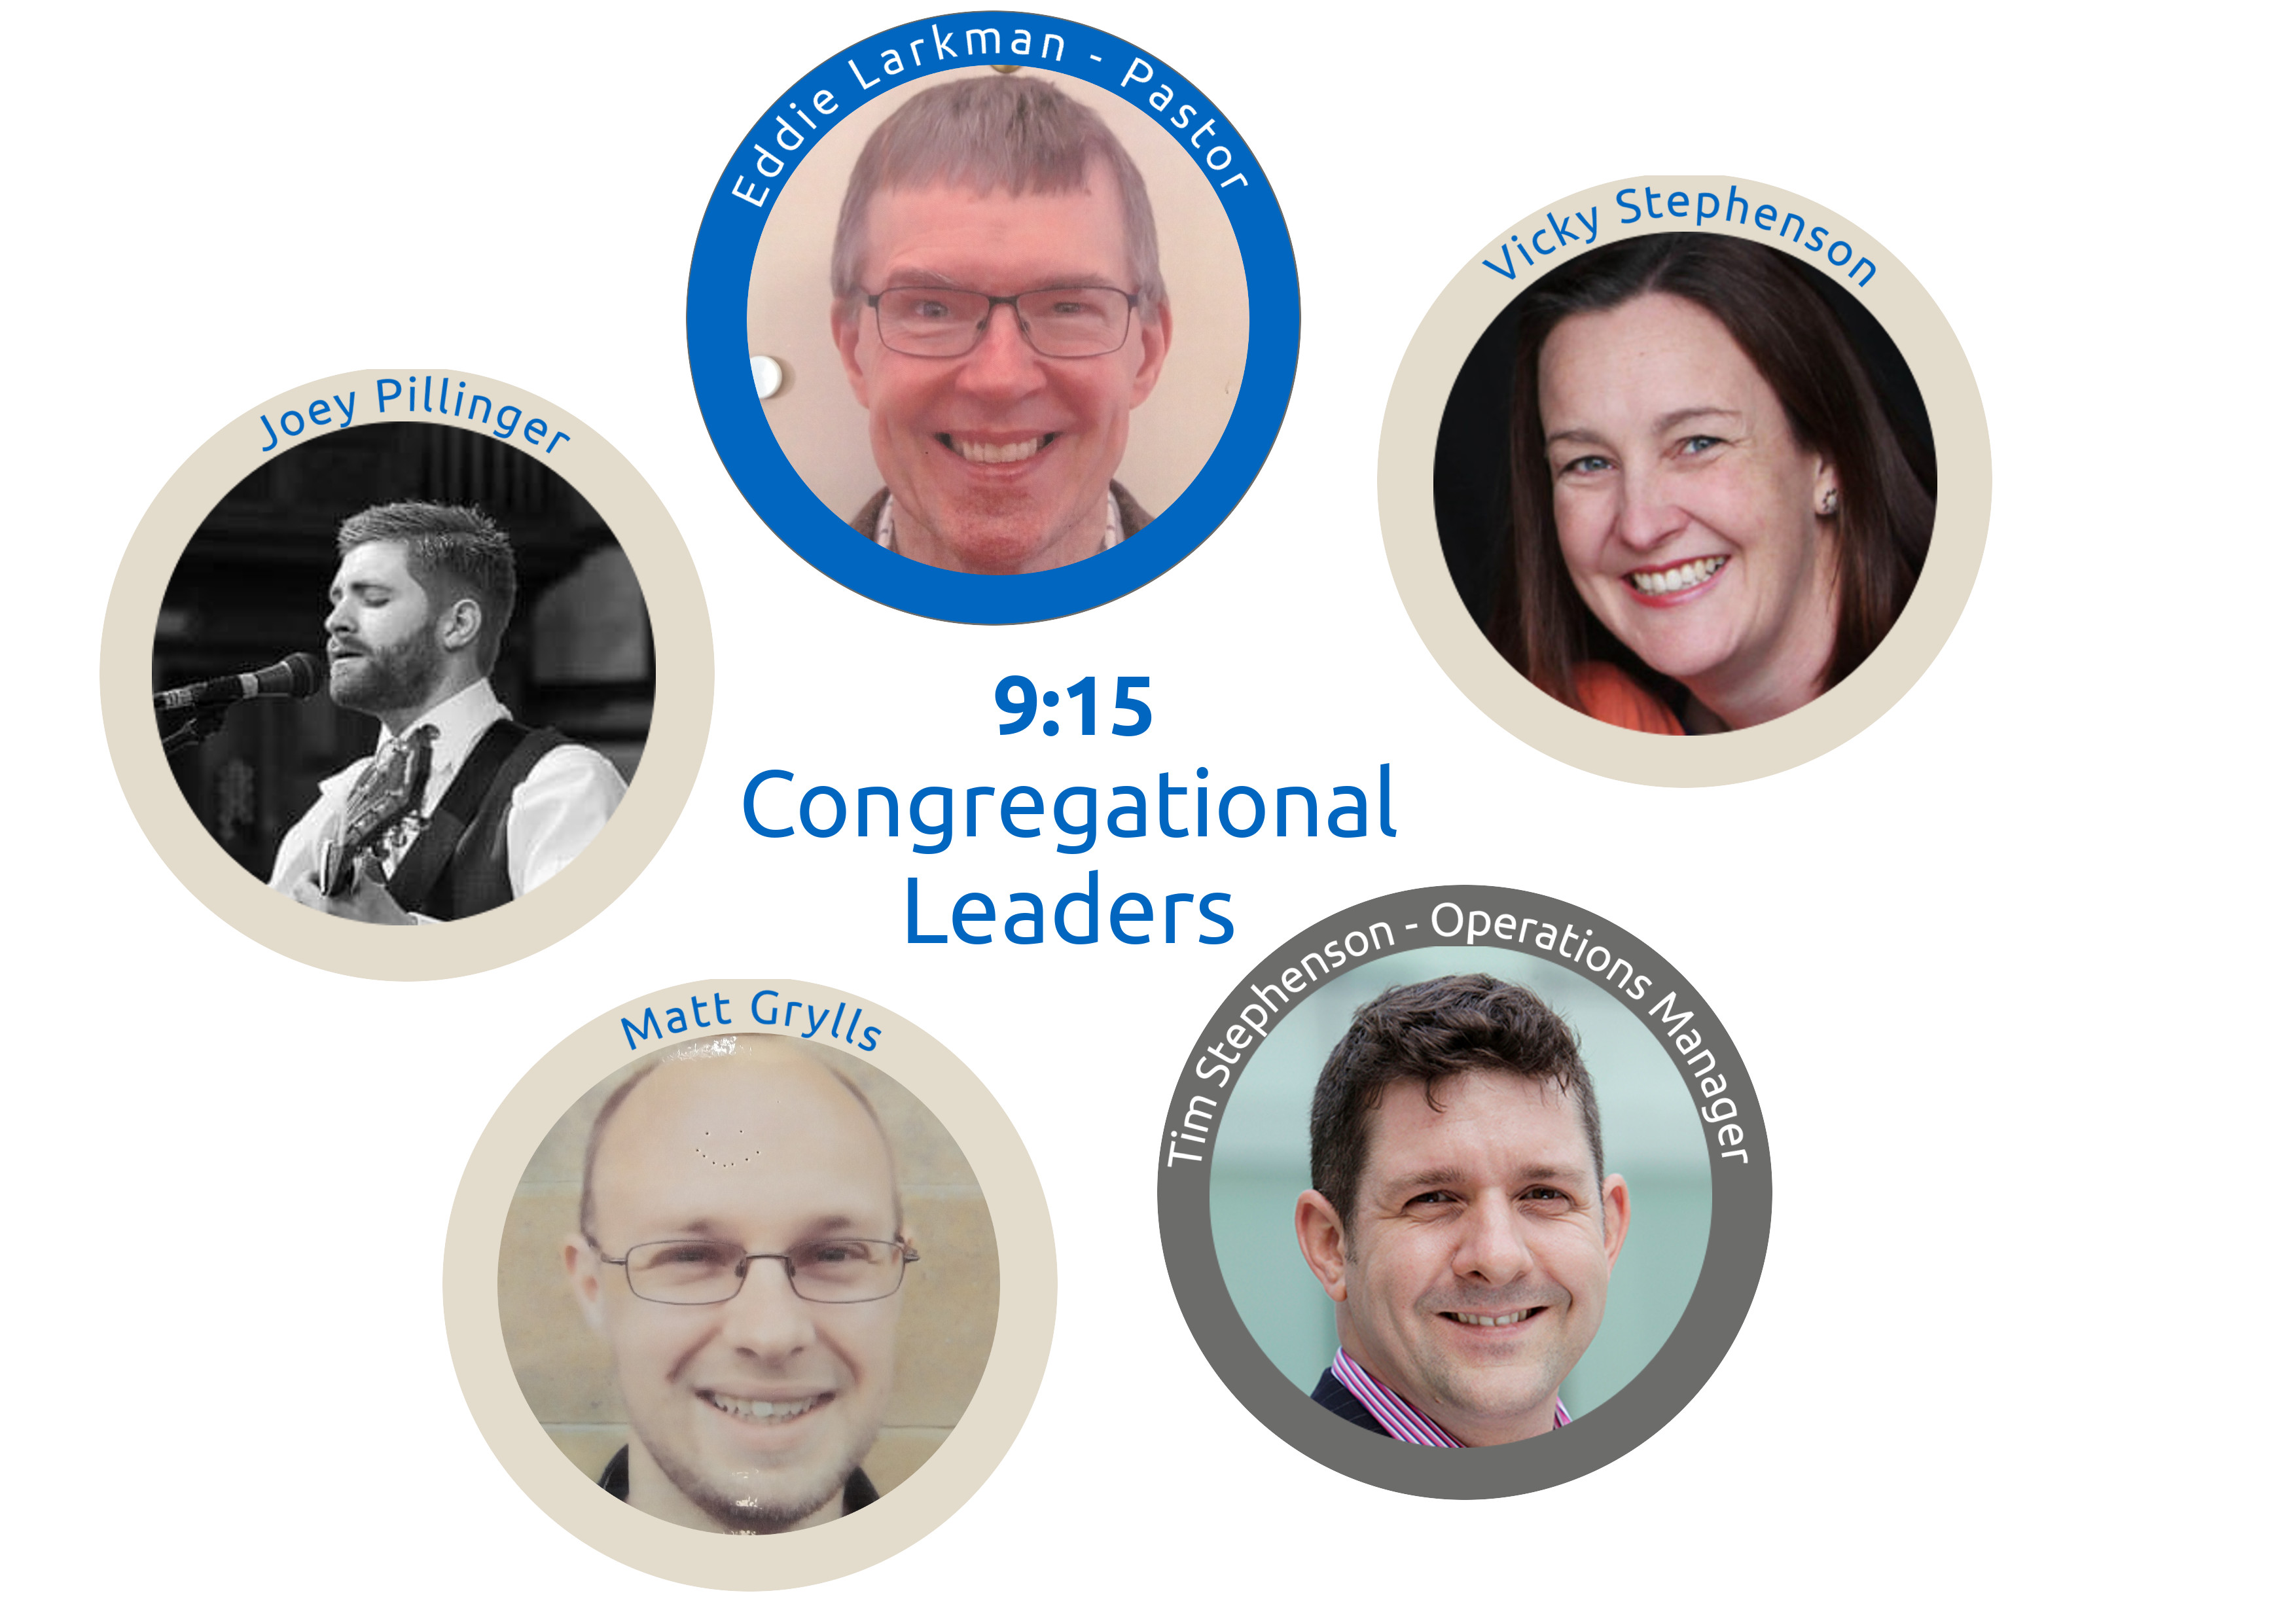 Eddie Larkman - Pastor
Vicky Stephenson
Joey Pillinger
9:15
Congregational
Leaders
Tim Stephenson - Operations Manager
Matt Grylls